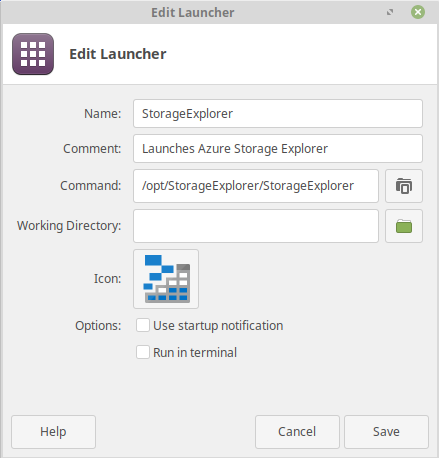 Edit Launcher
Edit Launcher
Name: StorageExplorer
Comment: Launches Azure Storage Explorer
Command: /opt/StorageExplorer/StorageExplorer
Working Directory:
Icon:
Options: Use startup notification
Run in terminal
Help Cancel Save